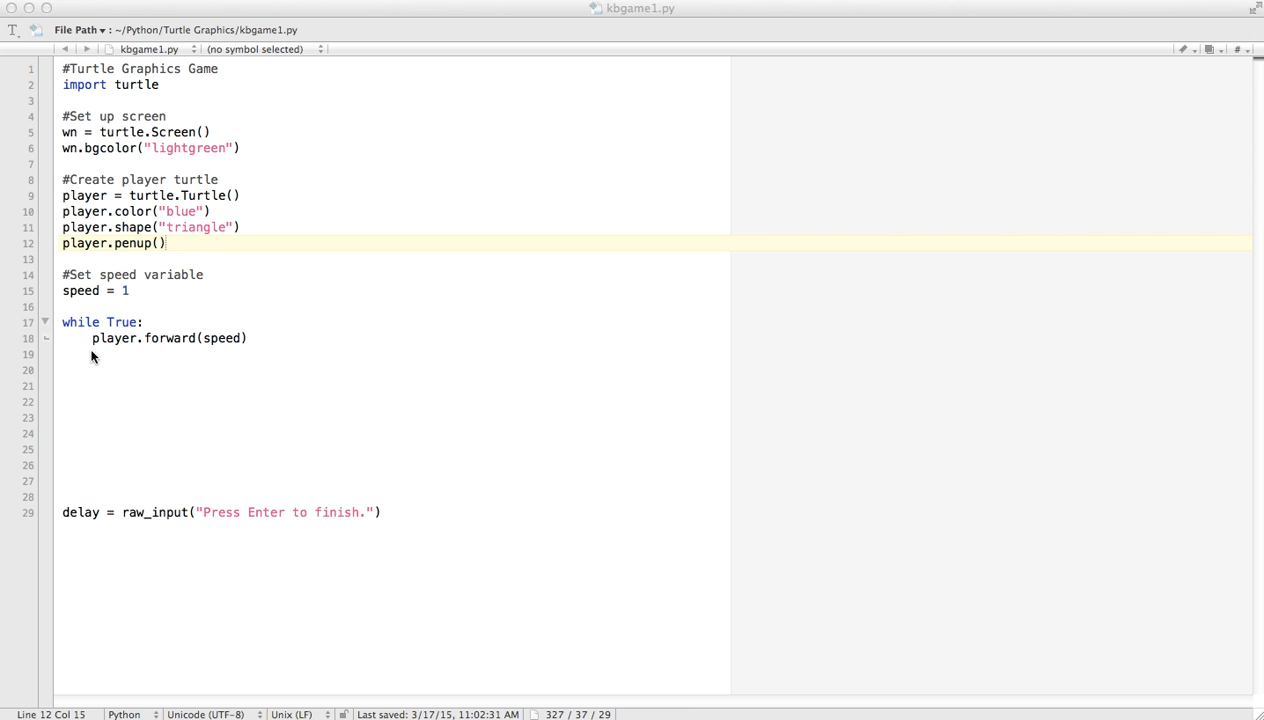 kbgame1.py
File Path ▾ : ~/Python/Turtle Graphics/kbgame1.py
kbgame1.py (no symbol selected) #
1 #Turtle Graphics Game
2 import turtle
3
4 #Set up screen
5 wn = turtle.Screen()
6 wn.bgcolor("lightgreen")
7
8 #Create player turtle
9 player = turtle.Turtle()
10 player.color("blue")
11 player.shape("triangle")
12 player.penup()
13
14 #Set speed variable
15 speed = 1
16
17 while True:
18 player.forward(speed)
19
20
21
22
23
24
25
26
27
28
29 delay = raw_input("Press Enter to finish.")
Line 12 Col 15 Python Unicode (UTF-8) Unix (LF) Last saved: 3/17/15, 11:02:31 AM 327 / 37 / 29